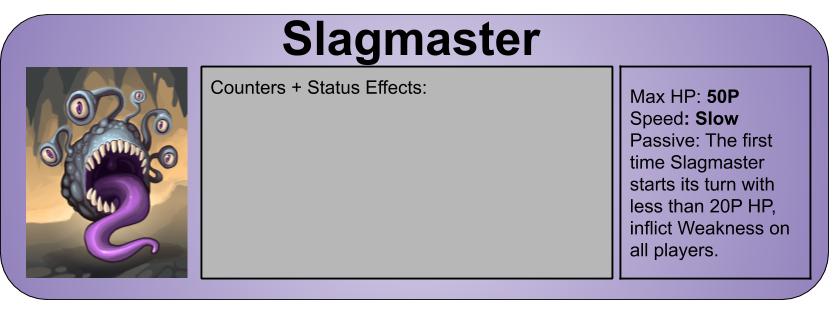 Slagmaster
Counters + Status Effects:
Max HP: 50P
Speed: Slow
Passive: The first
time Slagmaster
starts its turn with
less than 20P HP,
inflict Weakness on
all players.